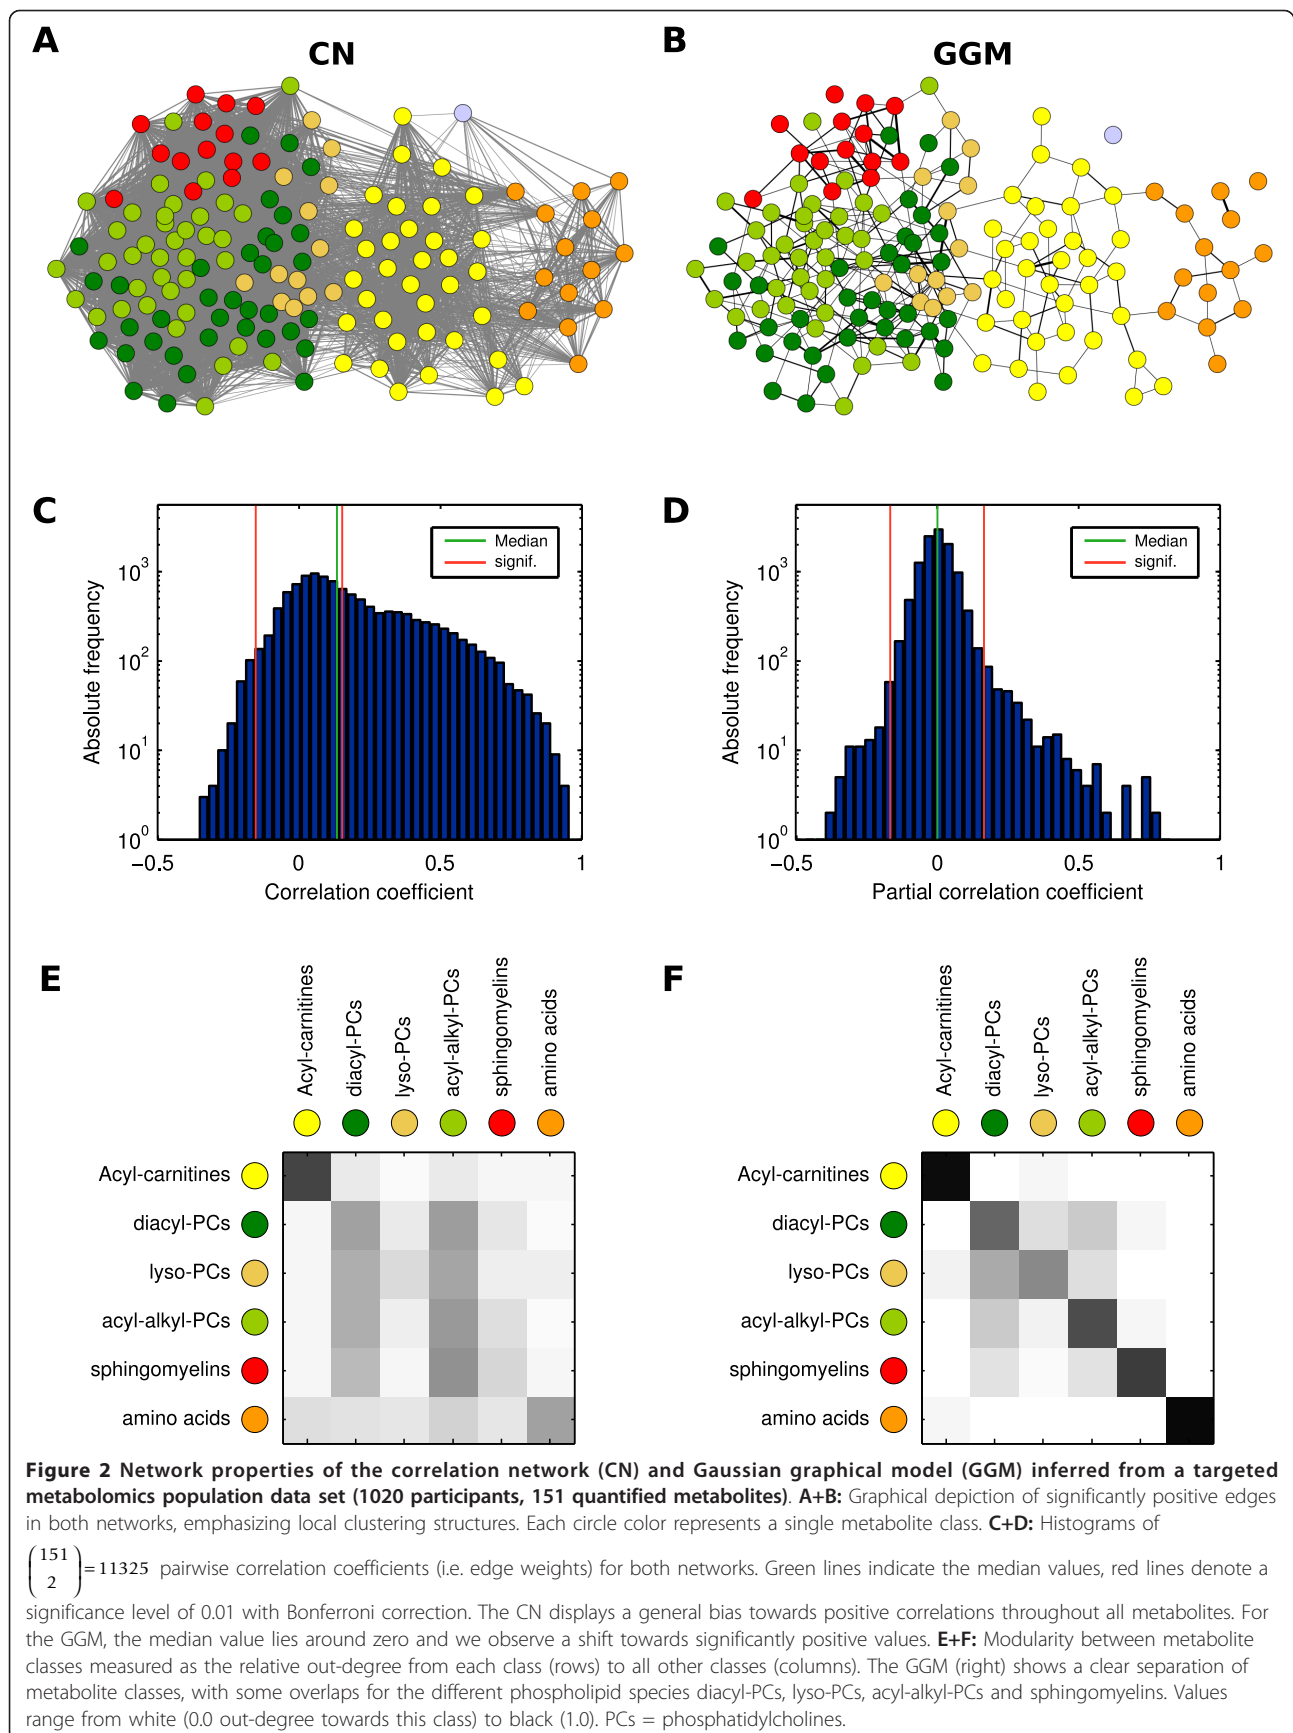 A
CN
B
GGM
C
Median
signif.
10^3
10^2
10^1
10^0
Absolute frequency
−0.5
0
0.5
1
Correlation coefficient
D
Median
signif.
10^3
10^2
10^1
10^0
Absolute frequency
−0.5
0
0.5
1
Partial correlation coefficient
E
Acyl-carnitines
diacyl-PCs
lyso-PCs
acyl-alkyl-PCs
sphingomyelins
amino acids
Acyl-carnitines
diacyl-PCs
lyso-PCs
acyl-alkyl-PCs
sphingomyelins
amino acids
F
Acyl-carnitines
diacyl-PCs
lyso-PCs
acyl-alkyl-PCs
sphingomyelins
amino acids
Acyl-carnitines
diacyl-PCs
lyso-PCs
acyl-alkyl-PCs
sphingomyelins
amino acids
Figure 2 Network properties of the correlation network (CN) and Gaussian graphical model (GGM) inferred from a targeted
metabolomics population data set (1020 participants, 151 quantified metabolites). A+B: Graphical depiction of significantly positive edges
in both networks, emphasizing local clustering structures. Each circle color represents a single metabolite class. C+D: Histograms of
(151 2) = 11325 pairwise correlation coefficients (i.e. edge weights) for both networks. Green lines indicate the median values, red lines denote a
significance level of 0.01 with Bonferroni correction. The CN displays a general bias towards positive correlations throughout all metabolites. For
the GGM, the median value lies around zero and we observe a shift towards significantly positive values. E+F: Modularity between metabolite
classes measured as the relative out-degree from each class (rows) to all other classes (columns). The GGM (right) shows a clear separation of
metabolite classes, with some overlaps for the different phospholipid species diacyl-PCs, lyso-PCs, acyl-alkyl-PCs and sphingomyelins. Values
range from white (0.0 out-degree towards this class) to black (1.0). PCs = phosphatidylcholines.